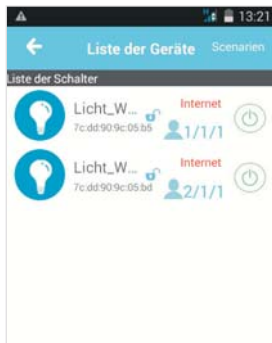 13:21
Liste der Geräte Scenarien
Liste der Schalter
Licht_W... Internet
7c:dd:90:9c:05:b5 1/1/1
Licht_W... Internet
7c:dd:90:9c:05:bd 2/1/1